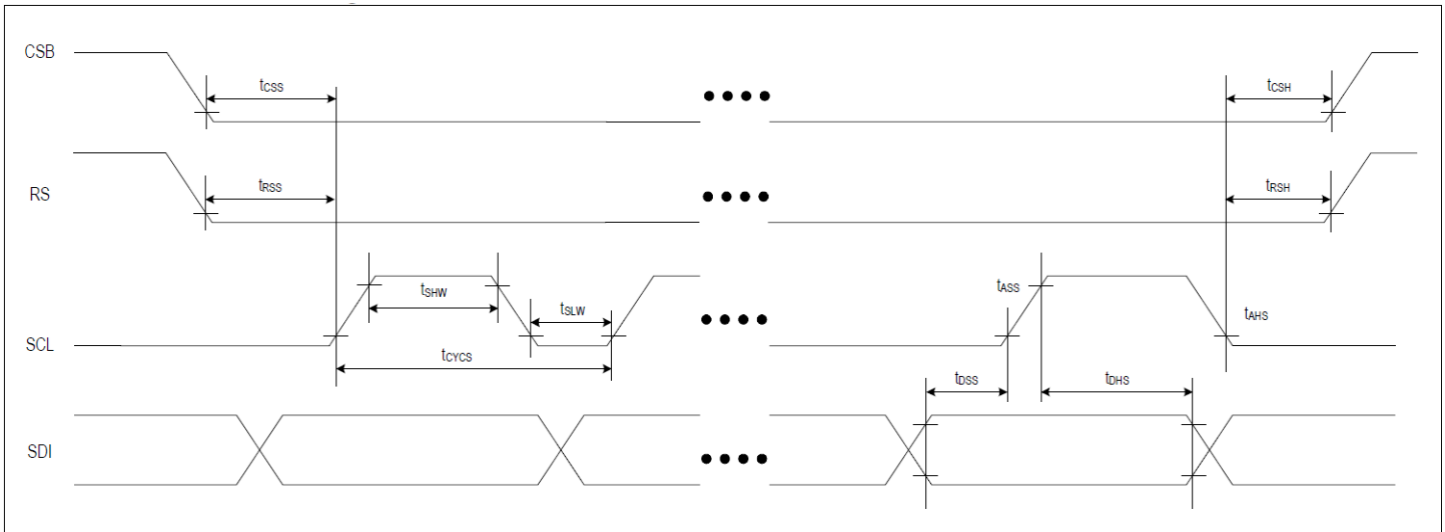 CSB
tCSS
tCSH
RS
tRSS
tRSH
tSHW
tSLW
tASS
tAHS
SCL
tCYCS
tDSS
tDHS
SDI